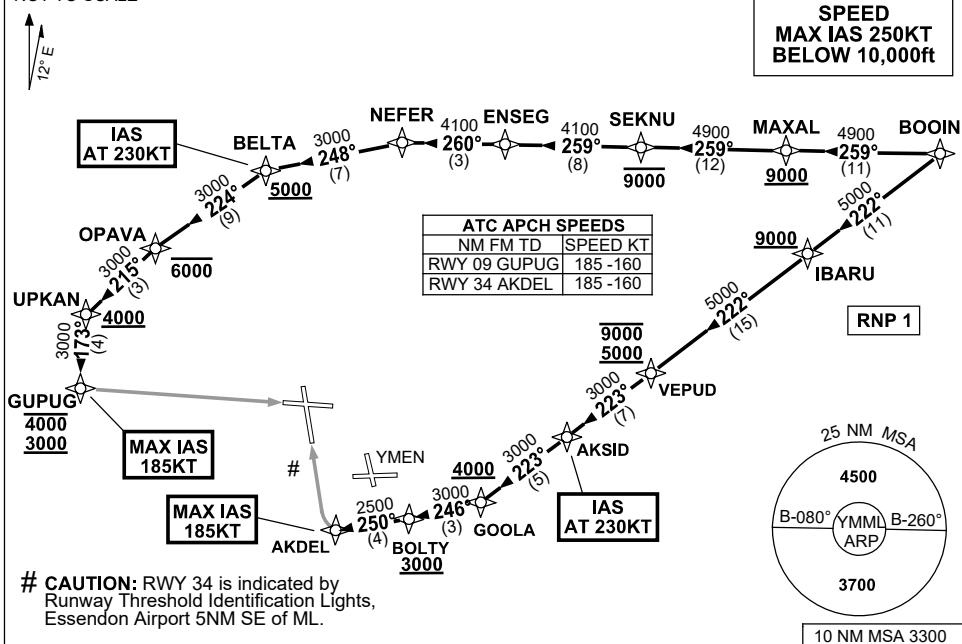 NOT TO SCALE
12° E
SPEED
MAX IAS 250KT
BELOW 10,000ft
IAS
AT 230KT
BELTA
5000
3000
248°
(7)
NEFER
4100
260°
(3)
ENSEG
4100
259°
(8)
SEKNU
9000
4900
259°
(12)
MAXAL
9000
4900
259°
(11)
BOOIN
3000
224°
(9)
OPAVA
6000
3000
215°
(3)
UPKAN
4000
3000
173°
(4)
GUPUG
4000
3000
MAX IAS
185KT
ATC APCH SPEEDS
NM FM TD SPEED KT
RWY 09 GUPUG 185 -160
RWY 34 AKDEL 185 -160
5000
222°
(11)
9000
IBARU
5000
222°
(15)
RNP 1
9000
5000
VEPUD
3000
223°
(7)
AKSID
IAS
AT 230KT
3000
223°
(5)
4000
GOOLA
3000
246°
(3)
BOLTY
3000
2500
250°
(4)
AKDEL
MAX IAS
185KT
#
YMEN
25 NM MSA
4500
B-080°
YMML
ARP
B-260°
3700
10 NM MSA 3300
# CAUTION: RWY 34 is indicated by
Runway Threshold Identification Lights,
Essendon Airport 5NM SE of ML.